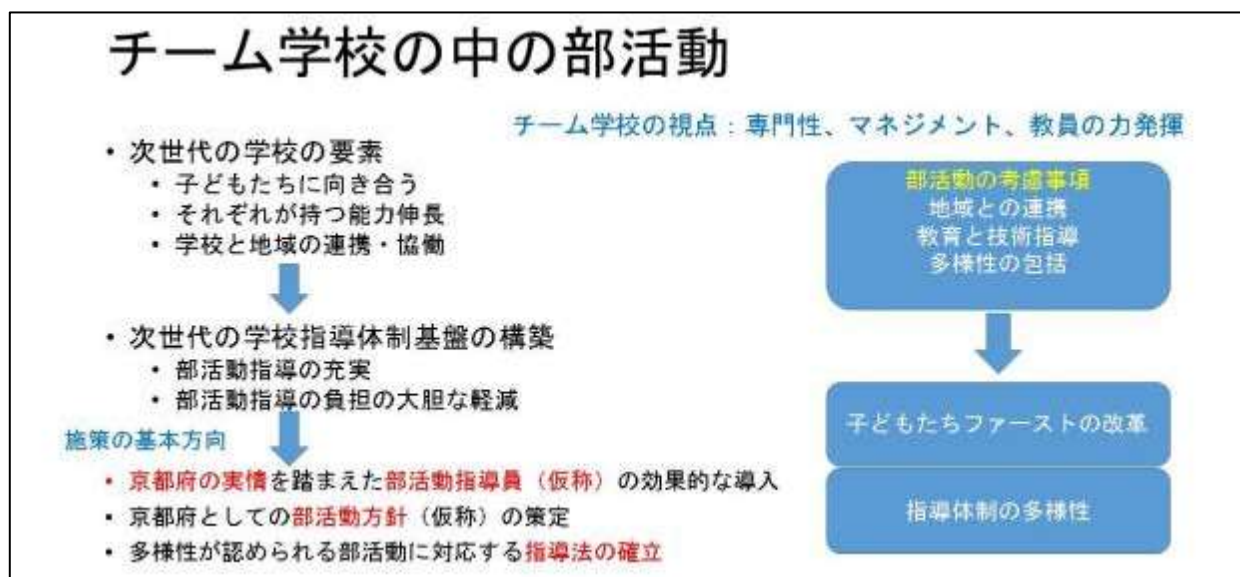 チーム学校の中の部活動
チーム学校の視点：専門性、マネジメント、教員の力発揮
・次世代の学校の要素
・子どもたちに向き合う
・それぞれが持つ能力伸長
・学校と地域の連携・協働
・次世代の学校指導体制基盤の構築
・部活動指導の充実
・部活動指導の負担の大胆な軽減
施策の基本方向
・京都府の実情を踏まえた部活動指導員（仮称）の効果的な導入
・京都府としての部活動方針（仮称）の策定
・多様性が認められる部活動に対応する指導法の確立
部活動の考慮事項
地域との連携
教育と技術指導
多様性の包括
子どもたちファーストの改革
指導体制の多様性